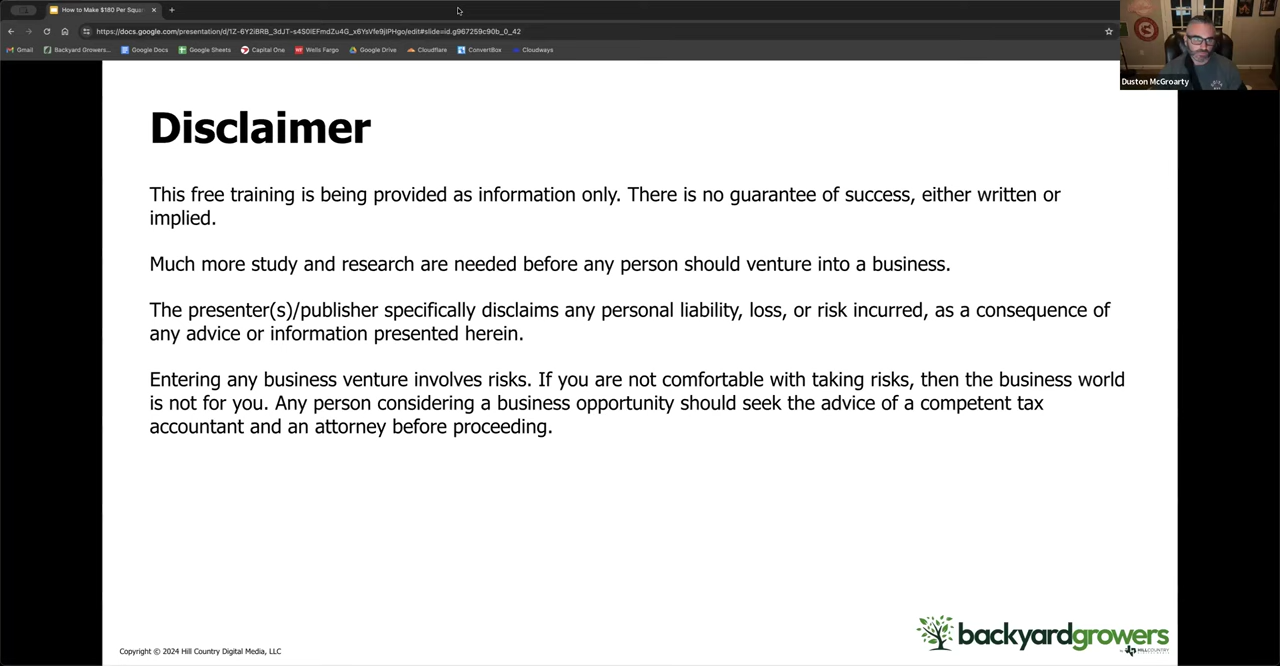 How to Make $180 Per Squar
https://docs.google.com/presentation/d/1Z-6Y2iBRB_3dJT-s4S0IEFmdZu4G_x6YsVfe9jIPHgo/edit#slide=id.g967259c90b_0_42
Gmail
Backyard Growers...
Google Docs
Google Sheets
Capital One
Wells Fargo
Google Drive
Cloudflare
ConvertBox
Cloudways
Duston McGroarty
Disclaimer
This free training is being provided as information only. There is no guarantee of success, either written or
implied.
Much more study and research are needed before any person should venture into a business.
The presenter(s)/publisher specifically disclaims any personal liability, loss, or risk incurred, as a consequence of
any advice or information presented herein.
Entering any business venture involves risks. If you are not comfortable with taking risks, then the business world
is not for you. Any person considering a business opportunity should seek the advice of a competent tax
accountant and an attorney before proceeding.
backyardgrowers
HILL COUNTRY
Copyright © 2024 Hill Country Digital Media, LLC